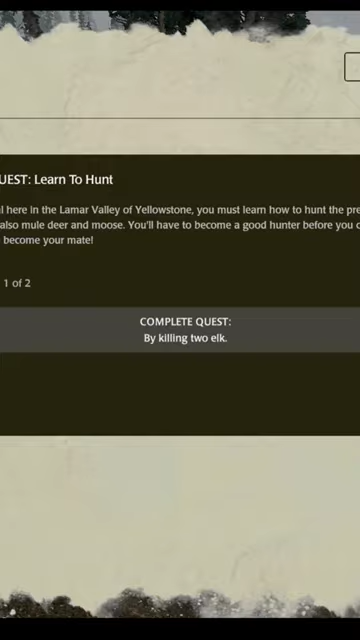 UEST: Learn To Hunt
l here in the Lamar Valley of Yellowstone, you must learn how to hunt the pre
also mule deer and moose. You'll have to become a good hunter before you c
become your mate!
1 of 2
COMPLETE QUEST:
By killing two elk.